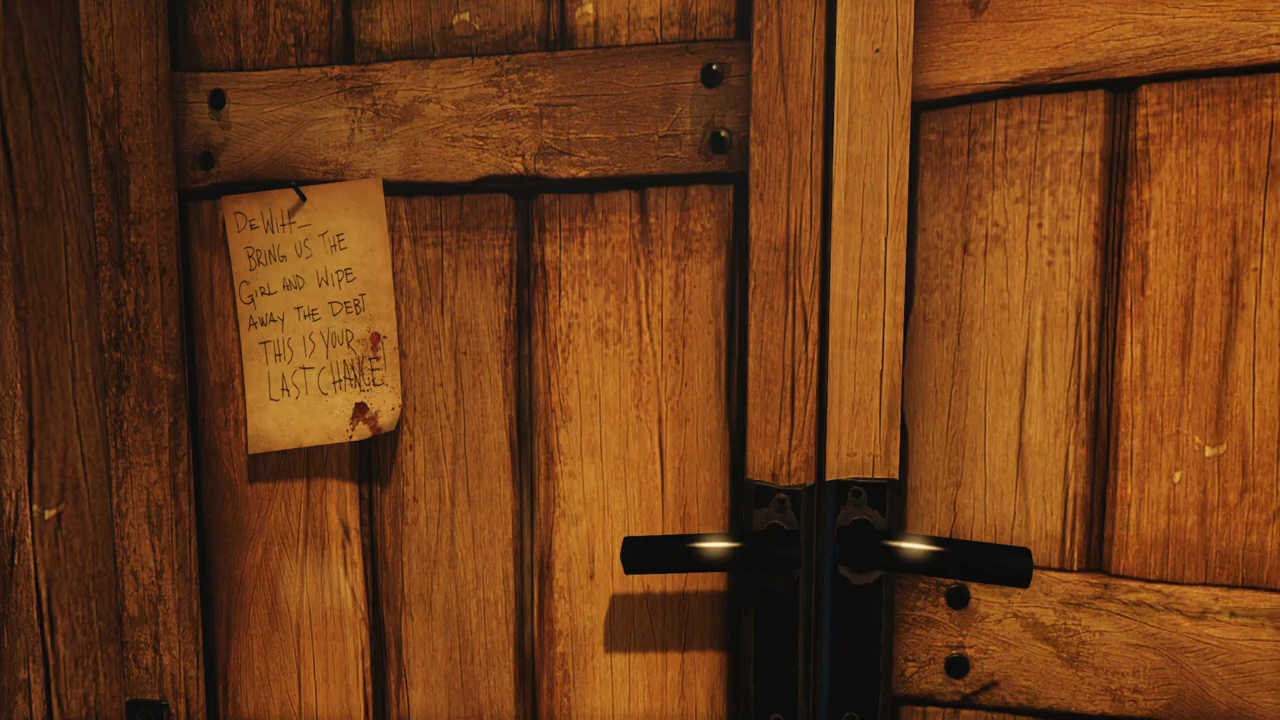 DeWitt—
BRING US THE
GIRL AND WIPE
AWAY THE DEBT
THIS IS YOUR
LAST CHANCE!